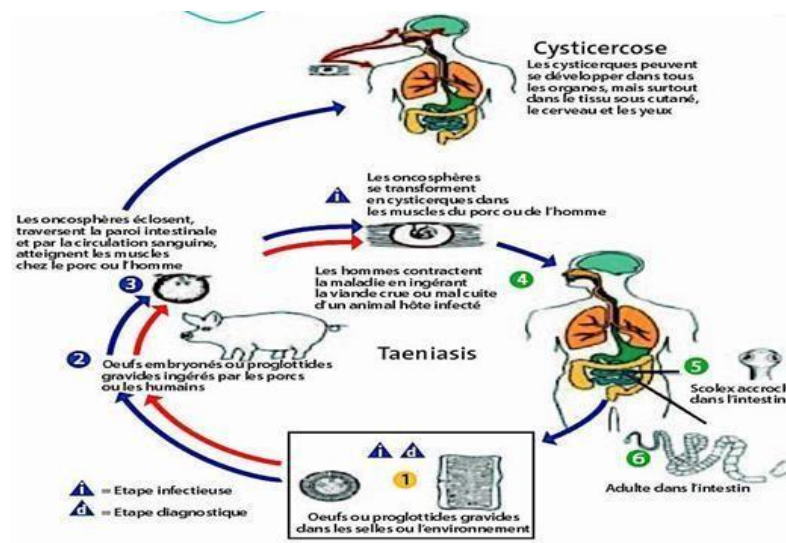 Cysticercose
Les cysticerques peuvent
se développer dans tous
les organes, mais surtout
dans le tissu sous cutané,
le cerveau et les yeux
i
Les oncosphères
se transforment
en cysticerques dans
les muscles du porc ou de l'homme
Les oncosphères éclosent,
traversent la paroi intestinale
et par la circulation sanguine,
atteignent les muscles
chez le porc ou l'homme
3
Les hommes contractent
la maladie en ingérant
la viande crue ou mal cuite
d'un animal hôte infecté
4
Taeniasis
2
Oeufs embryonés ou proglottides
gravides ingérés par les porcs
ou les humains
5
Scolex accroch
dans l'intestin
6
Adulte dans l'intestin
i d
1
Oeufs ou proglottides gravides
dans les selles ou l'environnement
i = Etape infectieuse
d = Etape diagnostique